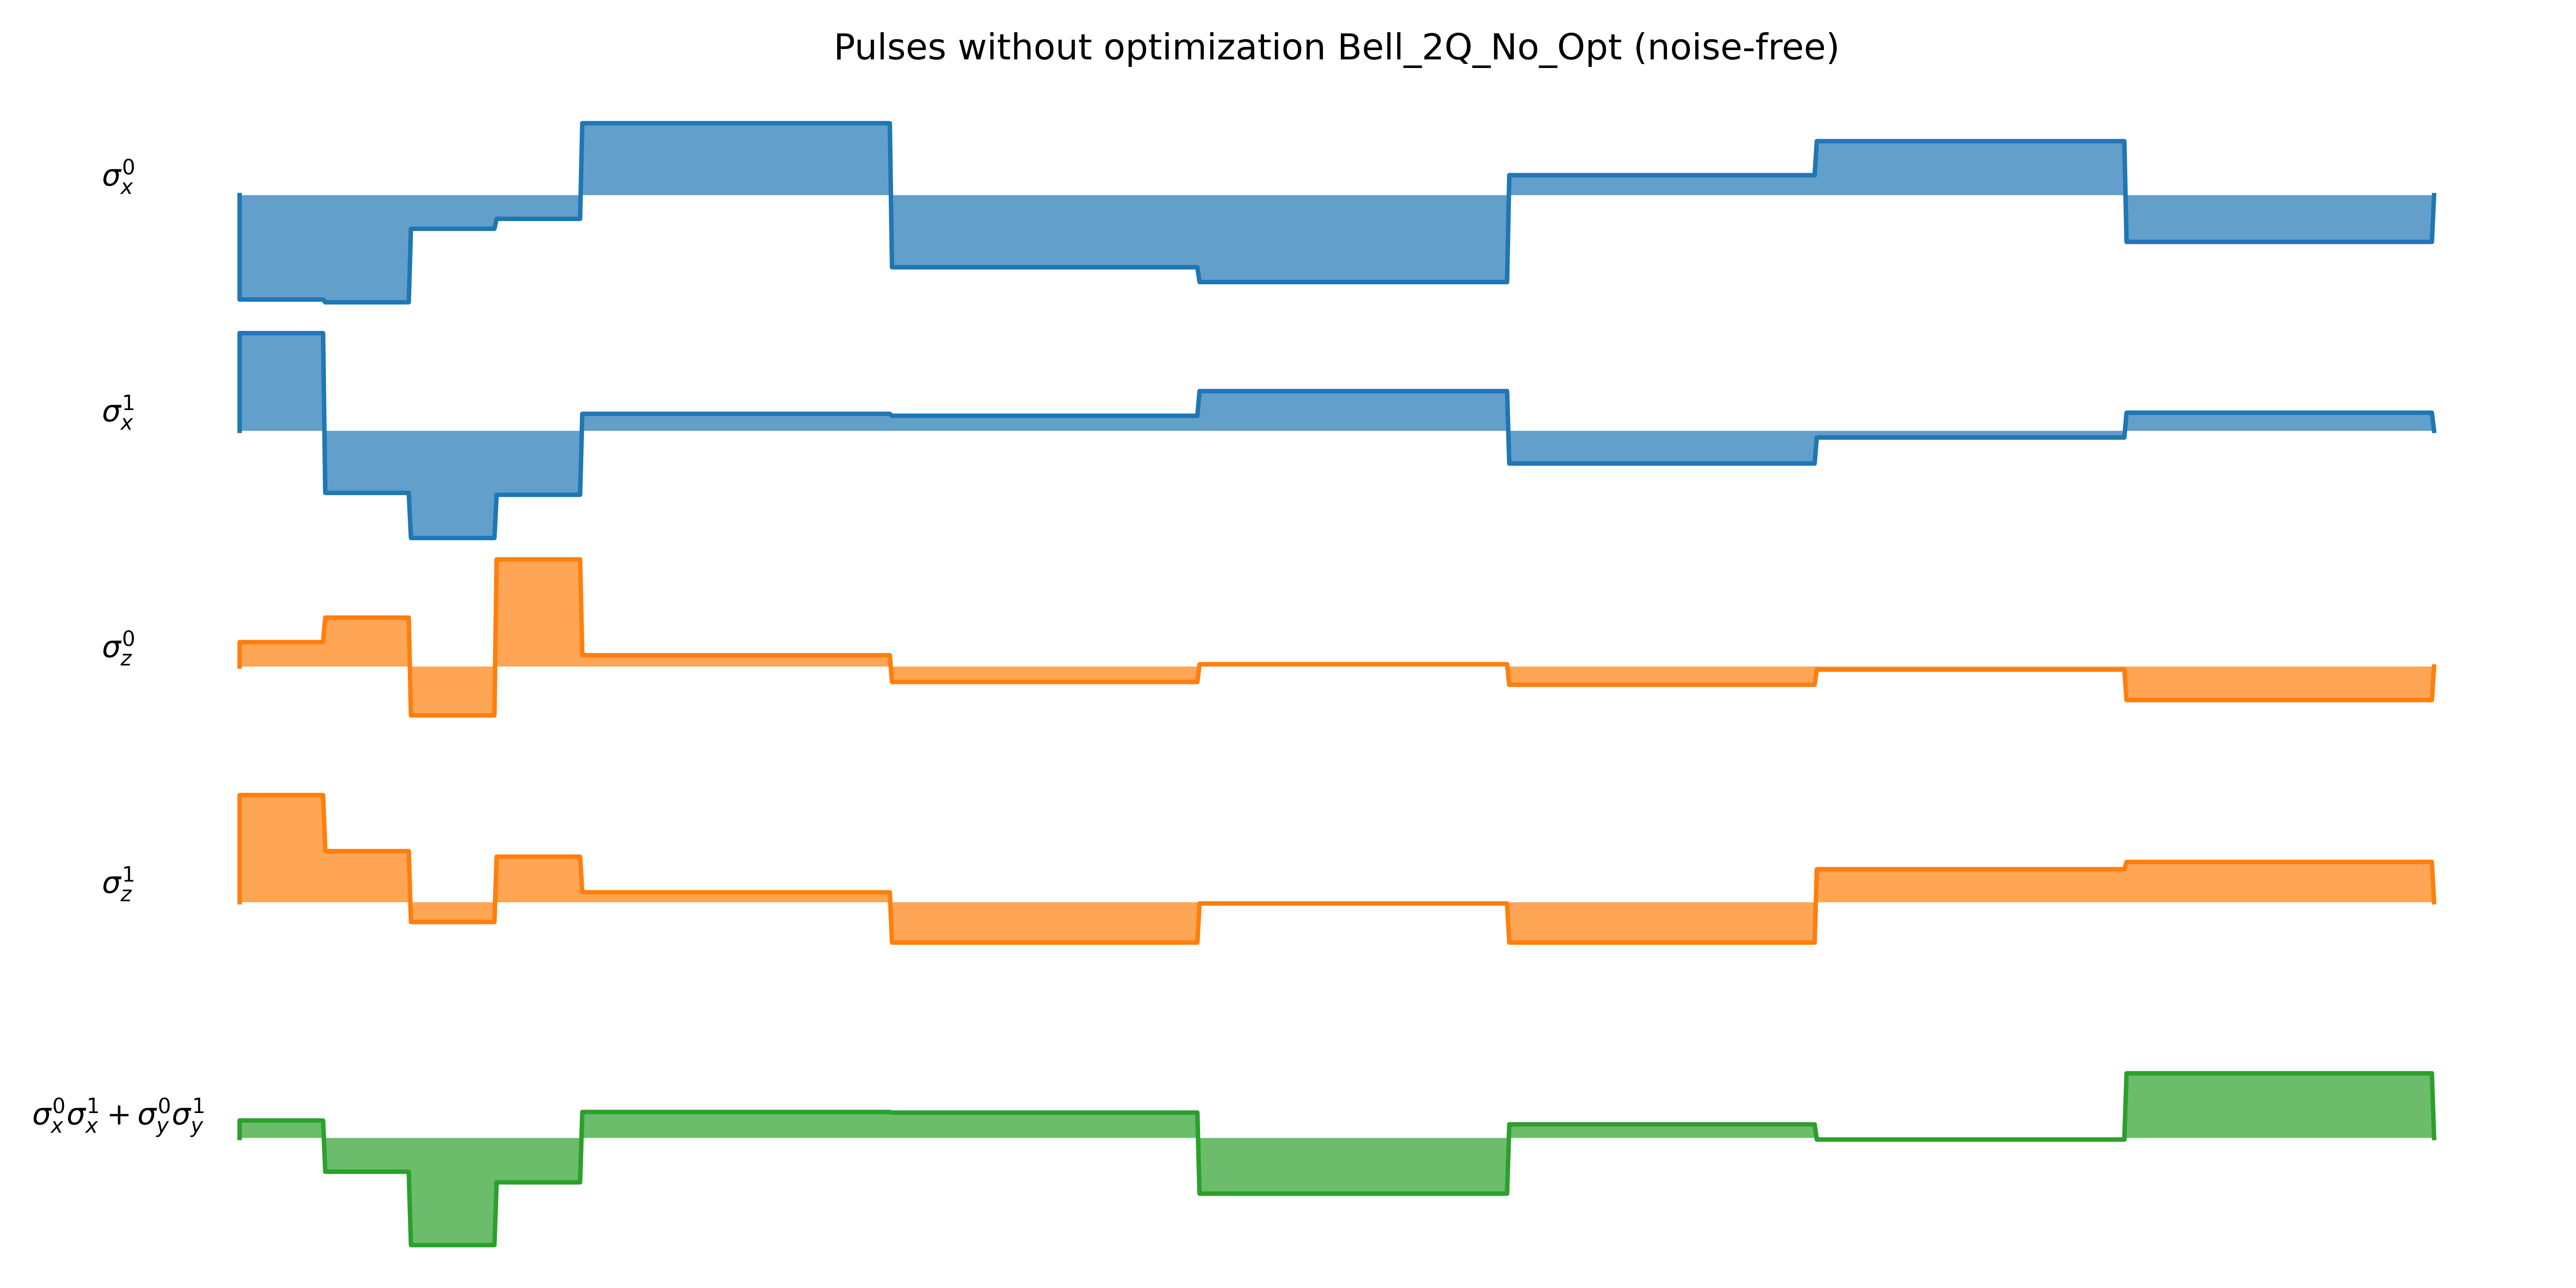 Pulses without optimization Bell_2Q_No_Opt (noise-free)
σ_x^0
σ_x^1
σ_z^0
σ_z^1
σ_x^0σ_x^1 + σ_y^0σ_y^1